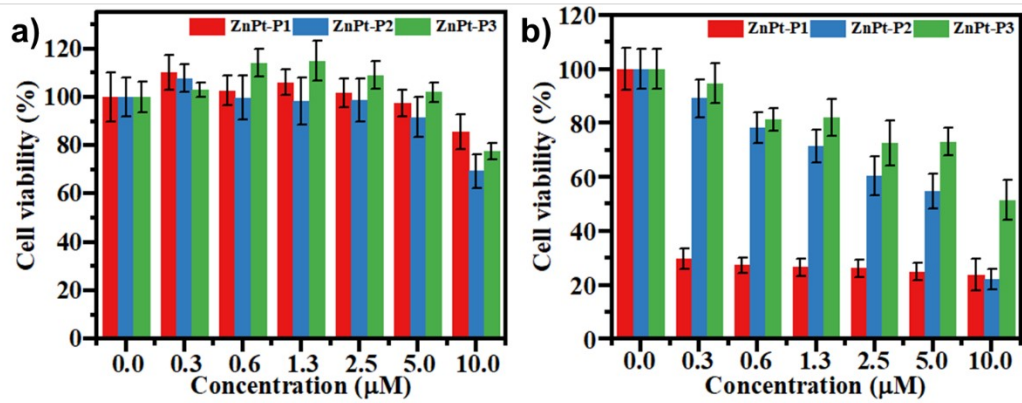 a)
ZnPt-P1 ZnPt-P2 ZnPt-P3
Cell viability (%)
120
100
80
60
40
20
0
0.0 0.3 0.6 1.3 2.5 5.0 10.0
Concentration (μM)
b)
ZnPt-P1 ZnPt-P2 ZnPt-P3
Cell viability (%)
120
100
80
60
40
20
0
0.0 0.3 0.6 1.3 2.5 5.0 10.0
Concentration (μM)